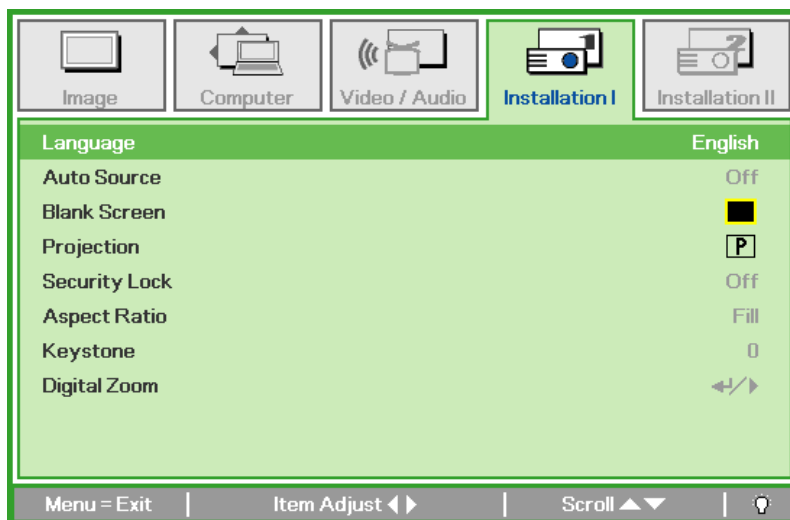 Image Computer Video / Audio Installation I Installation II
Language English
Auto Source Off
Blank Screen
Projection P
Security Lock Off
Aspect Ratio Fill
Keystone 0
Digital Zoom
Menu = Exit Item Adjust Scroll